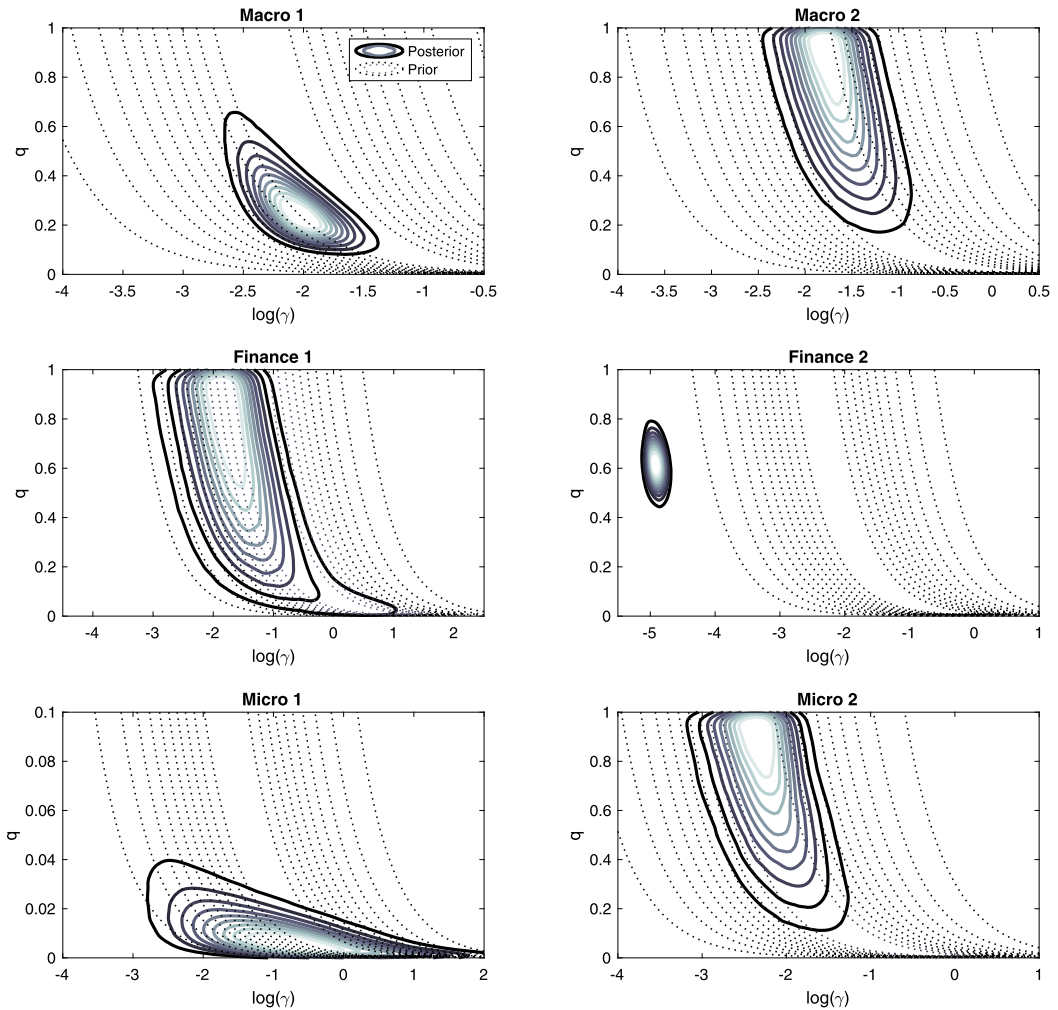 Macro 1
Posterior
Prior
q
1
0.8
0.6
0.4
0.2
0
-4 -3.5 -3 -2.5 -2 -1.5 -1 -0.5
log(γ)
Macro 2
q
1
0.8
0.6
0.4
0.2
0
-4 -3.5 -3 -2.5 -2 -1.5 -1 -0.5 0 0.5
log(γ)
Finance 1
q
1
0.8
0.6
0.4
0.2
0
-4 -3 -2 -1 0 1 2
log(γ)
Finance 2
q
1
0.8
0.6
0.4
0.2
0
-5 -4 -3 -2 -1 0 1
log(γ)
Micro 1
q
0.1
0.08
0.06
0.04
0.02
0
-4 -3 -2 -1 0 1 2
log(γ)
Micro 2
q
1
0.8
0.6
0.4
0.2
0
-4 -3 -2 -1 0 1
log(γ)